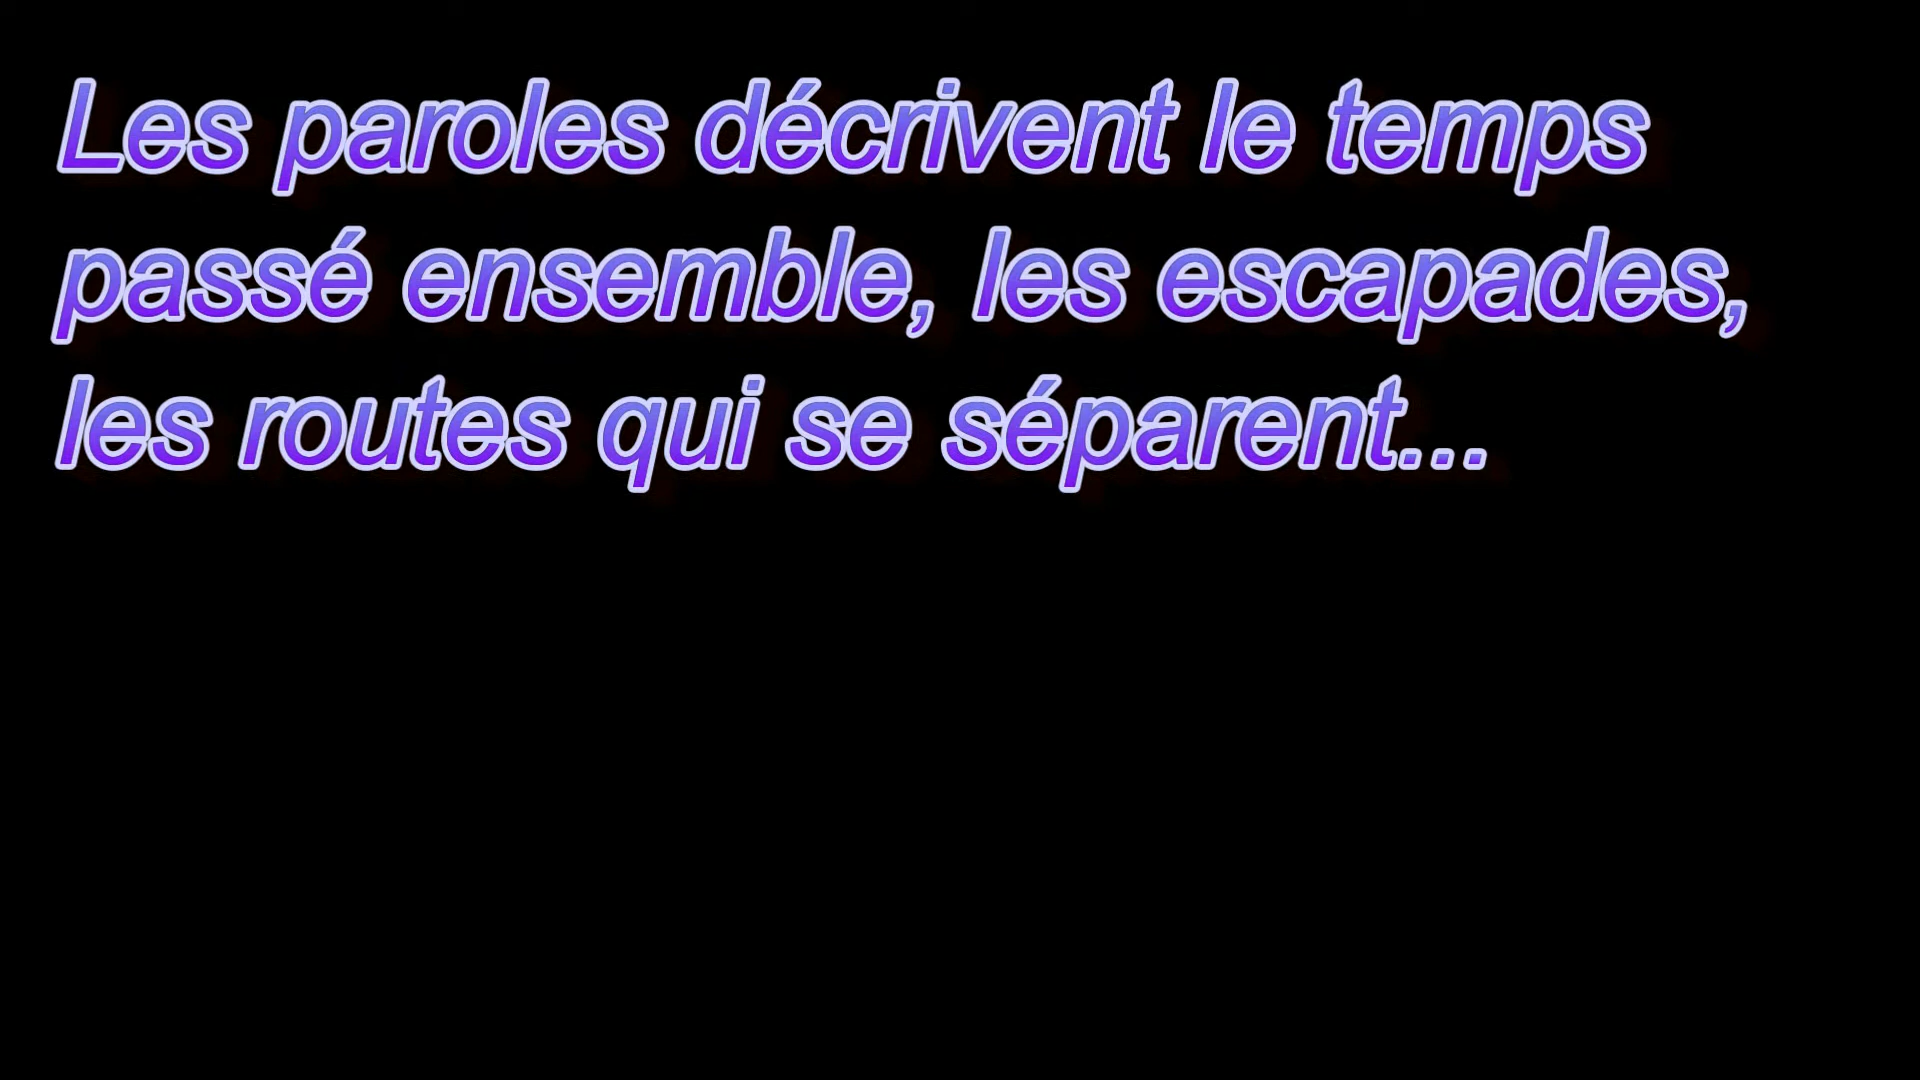 Les paroles décrivent le temps
passé ensemble, les escapades,
les routes qui se séparent...